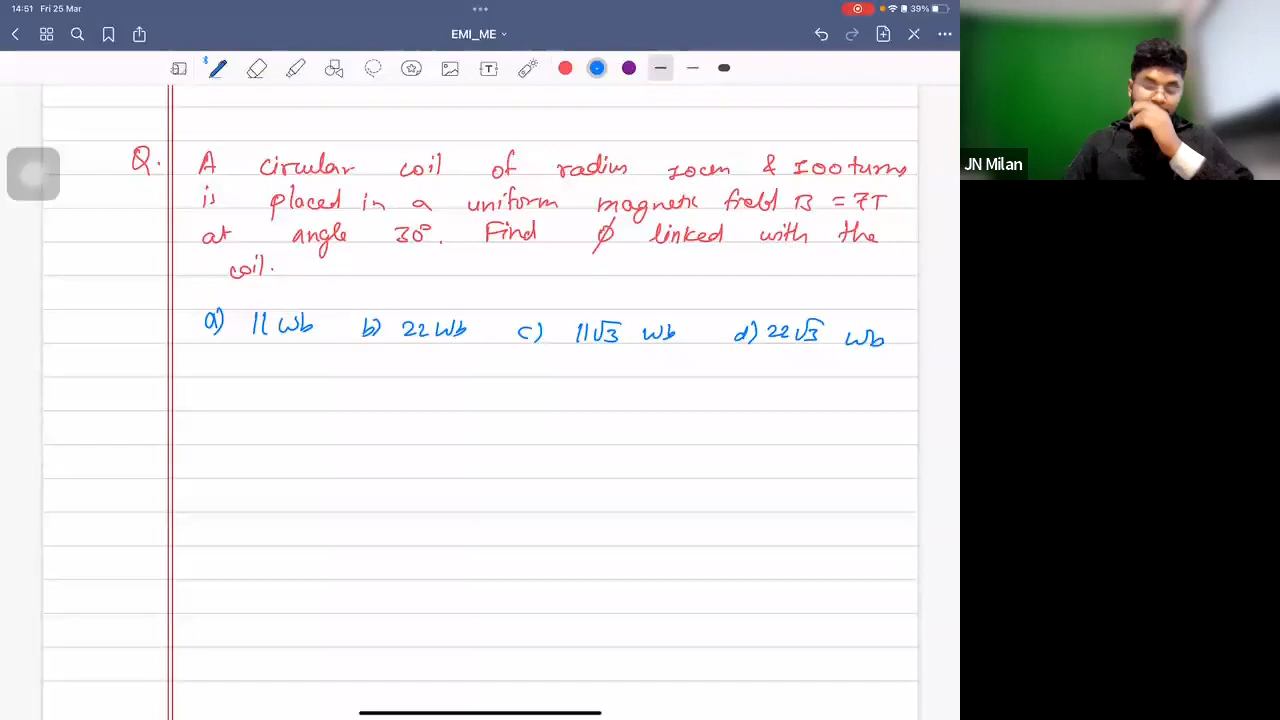 14:51 Fri 25 Mar
39%
EMI_ME
JN Milan
Q. A circular coil of radius 10cm & 100 turns
is placed in a uniform magnetic field B = 7T
at angle 30°. Find ϕ linked with the
coil.
a) 11 Wb b) 22 Wb c) 11√3 Wb d) 22√3 Wb